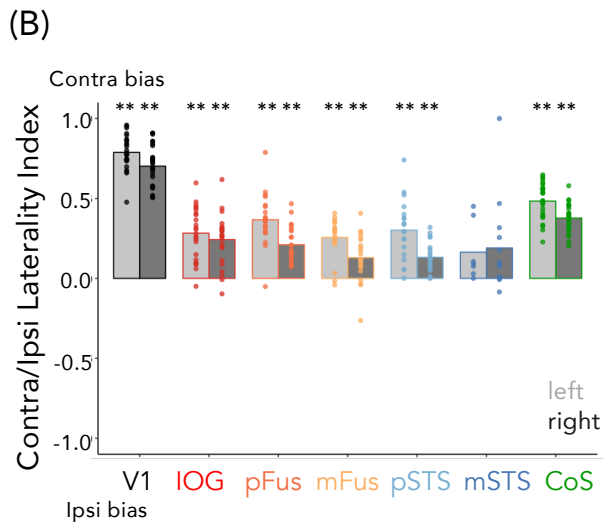 (B)
Contra bias
** ** ** ** ** ** ** ** ** ** ** **
Contra/Ipsi Laterality Index
1.0
0.5
0.0
-0.5
-1.0
left
right
V1 IOG pFus mFus pSTS mSTS CoS
Ipsi bias